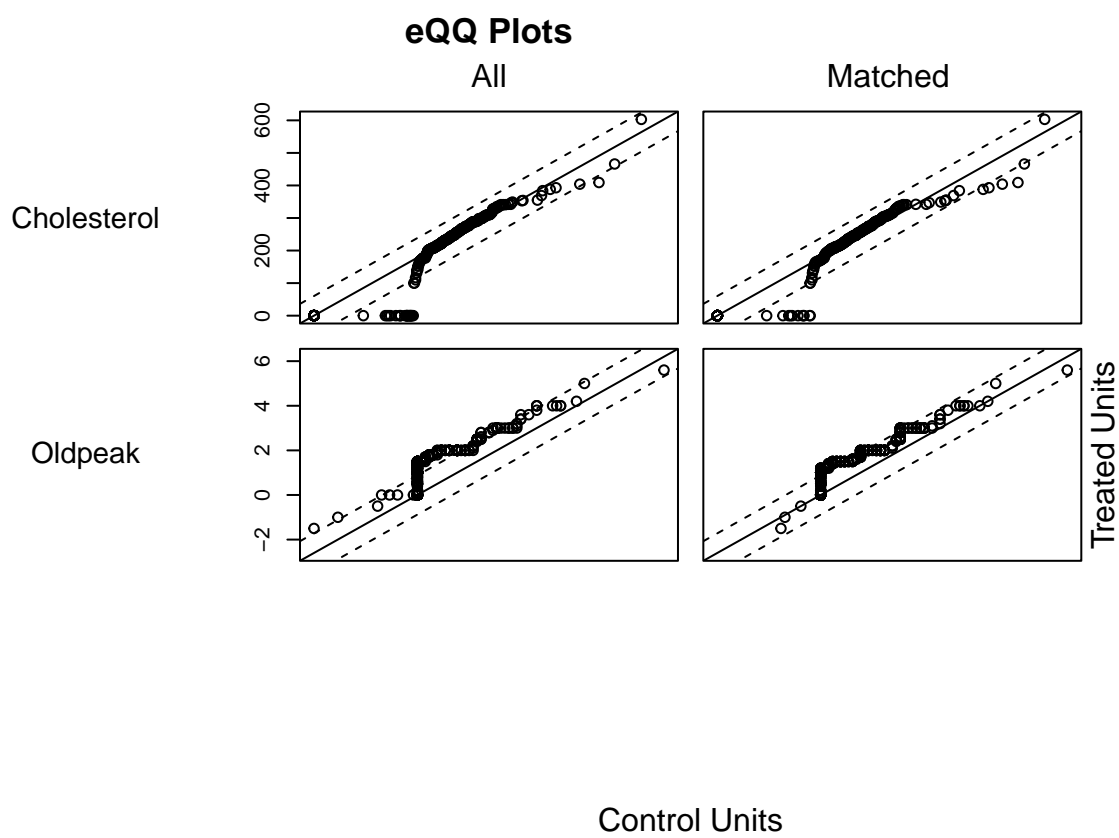 eQQ Plots
All
Matched
Cholesterol
600
400
200
0
Oldpeak
6
4
2
0
−2
Treated Units
Control Units